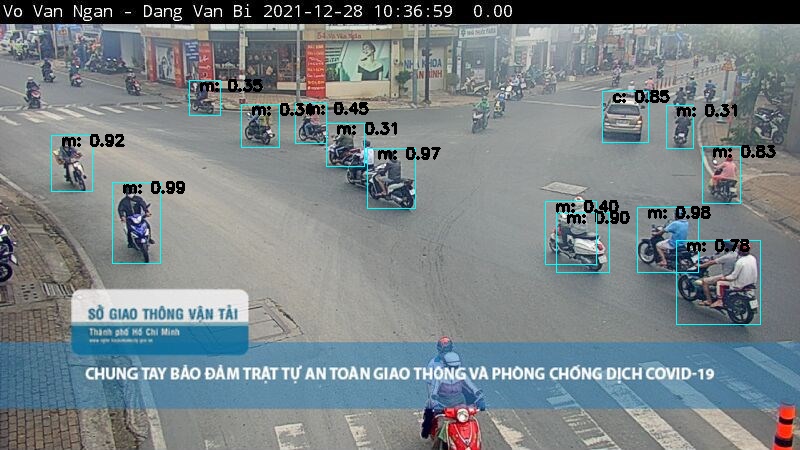 Vo Van Ngan - Dang Van Bi 2021-12-28 10:36:59 0.00
m: 0.35
m: 0.45
c: 0.85
m: 0.31
m: 0.31
m: 0.92
m: 0.97
m: 0.83
m: 0.99
m: 0.40
m: 0.90
m: 0.98
m: 0.78
SỞ GIAO THÔNG VẬN TẢI
Thành phố Hồ Chí Minh
CHUNG TAY BẢO ĐẢM TRẬT TỰ AN TOÀN GIAO THÔNG VÀ PHÒNG CHỐNG DỊCH COVID-19